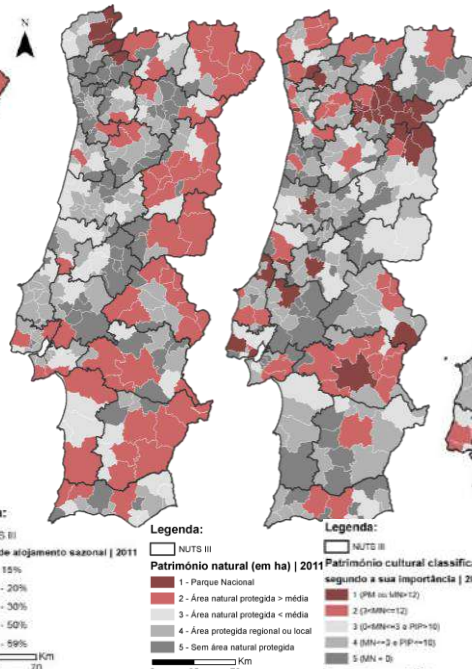 N
a:
S III
de alojamento sazonal | 2011
15%
- 20%
- 30%
- 50%
- 59%
Km
70
Legenda:
NUTS III
Património natural (em ha) | 2011
1 - Parque Nacional
2 - Área natural protegida > média
3 - Área natural protegida < média
4 - Área protegida regional ou local
5 - Sem área natural protegida
Km
Legenda:
NUTS III
Património cultural classific
segundo a sua importância | 2
1 (PM ou MN>12)
2 (3<MN<=12)
3 (0<MN<=3 e PIP>10)
4 (MN<=3 e PIP<=10)
5 (MN = 0)
Km